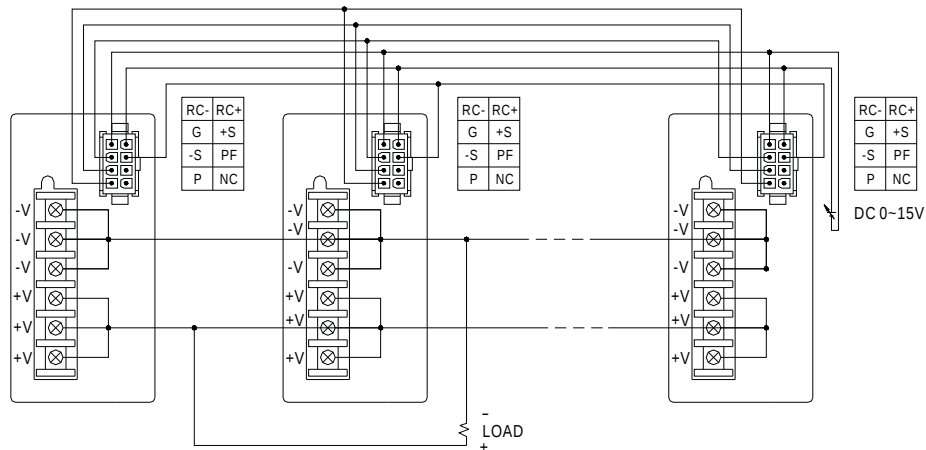 RC- RC+
G +S
-S PF
P NC
RC- RC+
G +S
-S PF
P NC
RC- RC+
G +S
-S PF
P NC
DC 0~15V
-V
-V
-V
+V
+V
+V
-V
-V
-V
+V
+V
+V
-V
-V
-V
+V
+V
+V
-
LOAD
+